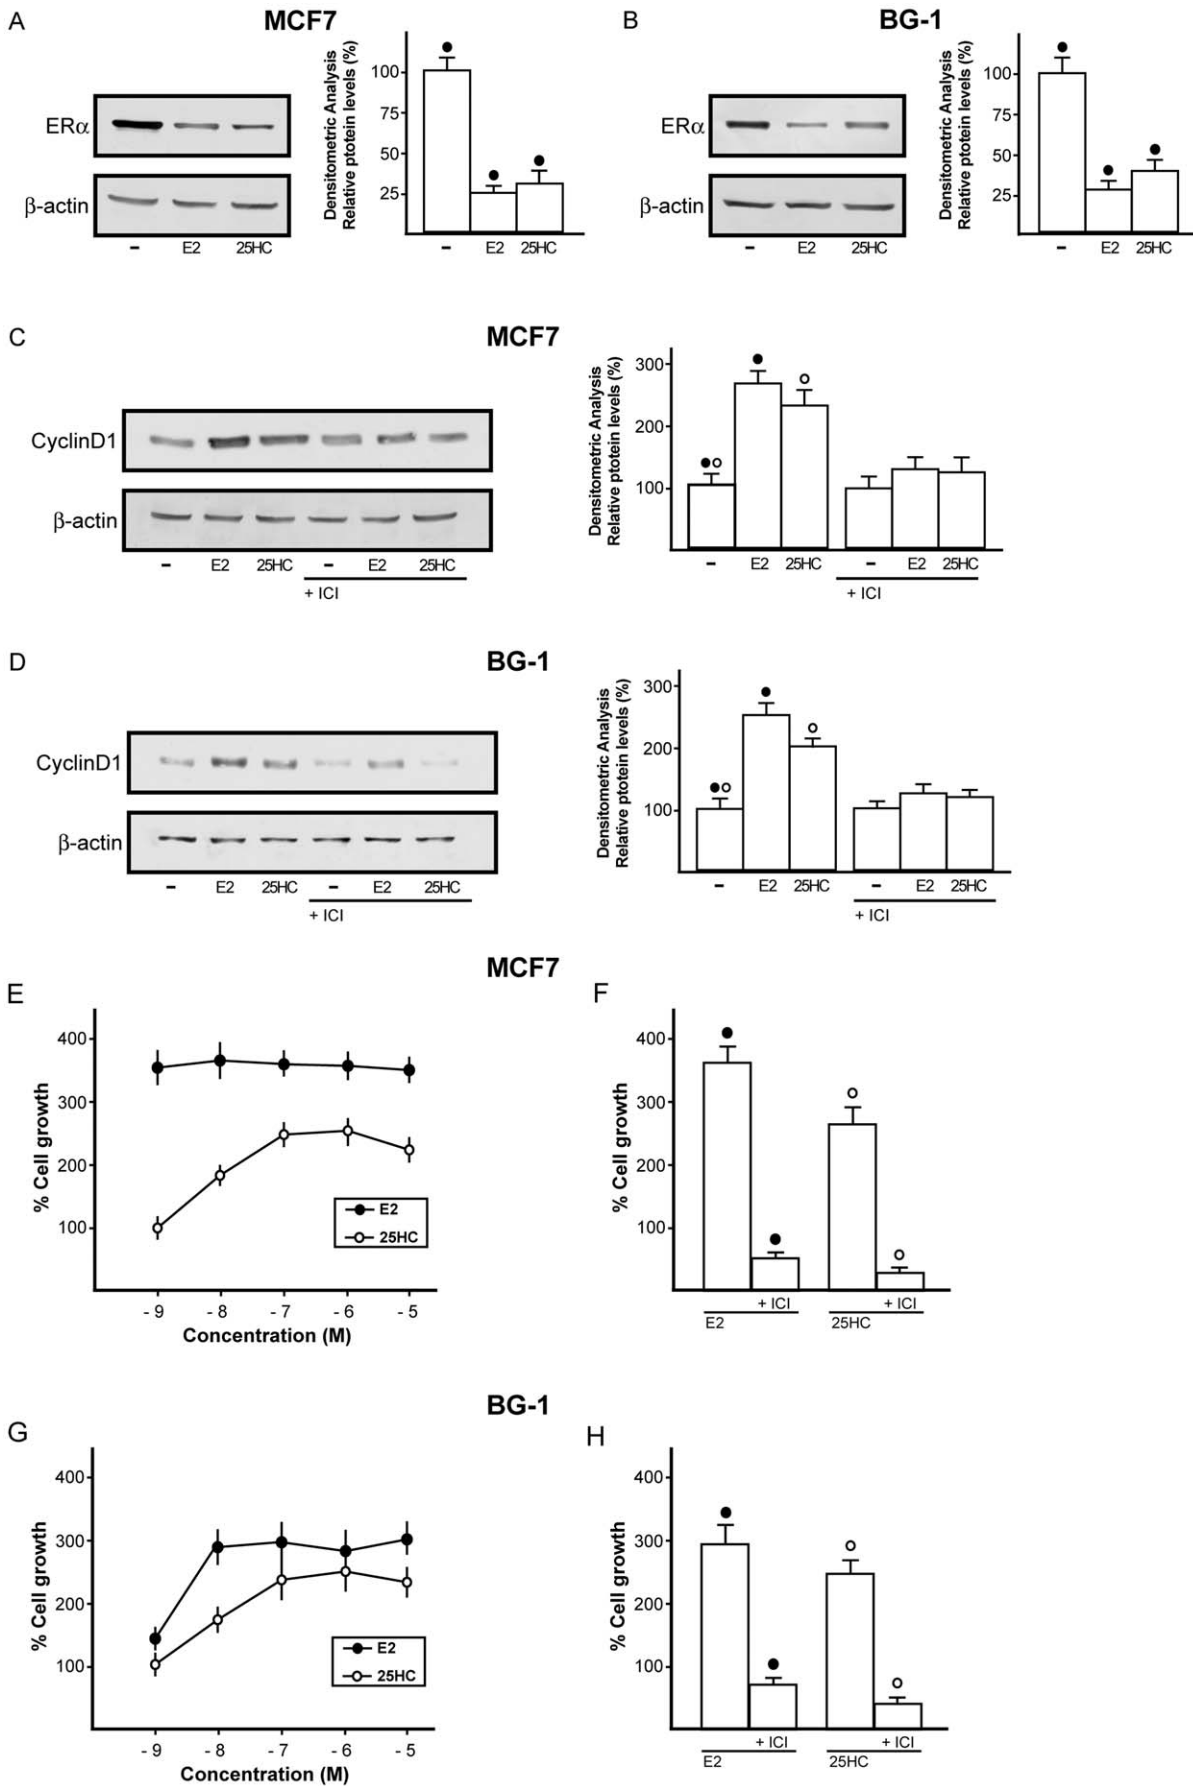 A
MCF7
B
BG-1
ERα
β-actin
– E2 25HC
Densitometric Analysis
Relative ptotein levels (%)
100
75
50
25
– E2 25HC
ERα
β-actin
– E2 25HC
Densitometric Analysis
Relative ptotein levels (%)
100
75
50
25
– E2 25HC
C
MCF7
CyclinD1
β-actin
– E2 25HC – E2 25HC
+ ICI
Densitometric Analysis
Relative ptotein levels (%)
300
200
100
– E2 25HC – E2 25HC
+ ICI
D
BG-1
CyclinD1
β-actin
– E2 25HC – E2 25HC
+ ICI
Densitometric Analysis
Relative ptotein levels (%)
300
200
100
– E2 25HC – E2 25HC
+ ICI
MCF7
E
% Cell growth
400
300
200
100
E2
25HC
- 9 - 8 - 7 - 6 - 5
Concentration (M)
F
% Cell growth
400
300
200
100
+ ICI + ICI
E2 25HC
BG-1
G
% Cell growth
400
300
200
100
E2
25HC
- 9 - 8 - 7 - 6 - 5
Concentration (M)
H
% Cell growth
400
300
200
100
+ ICI + ICI
E2 25HC